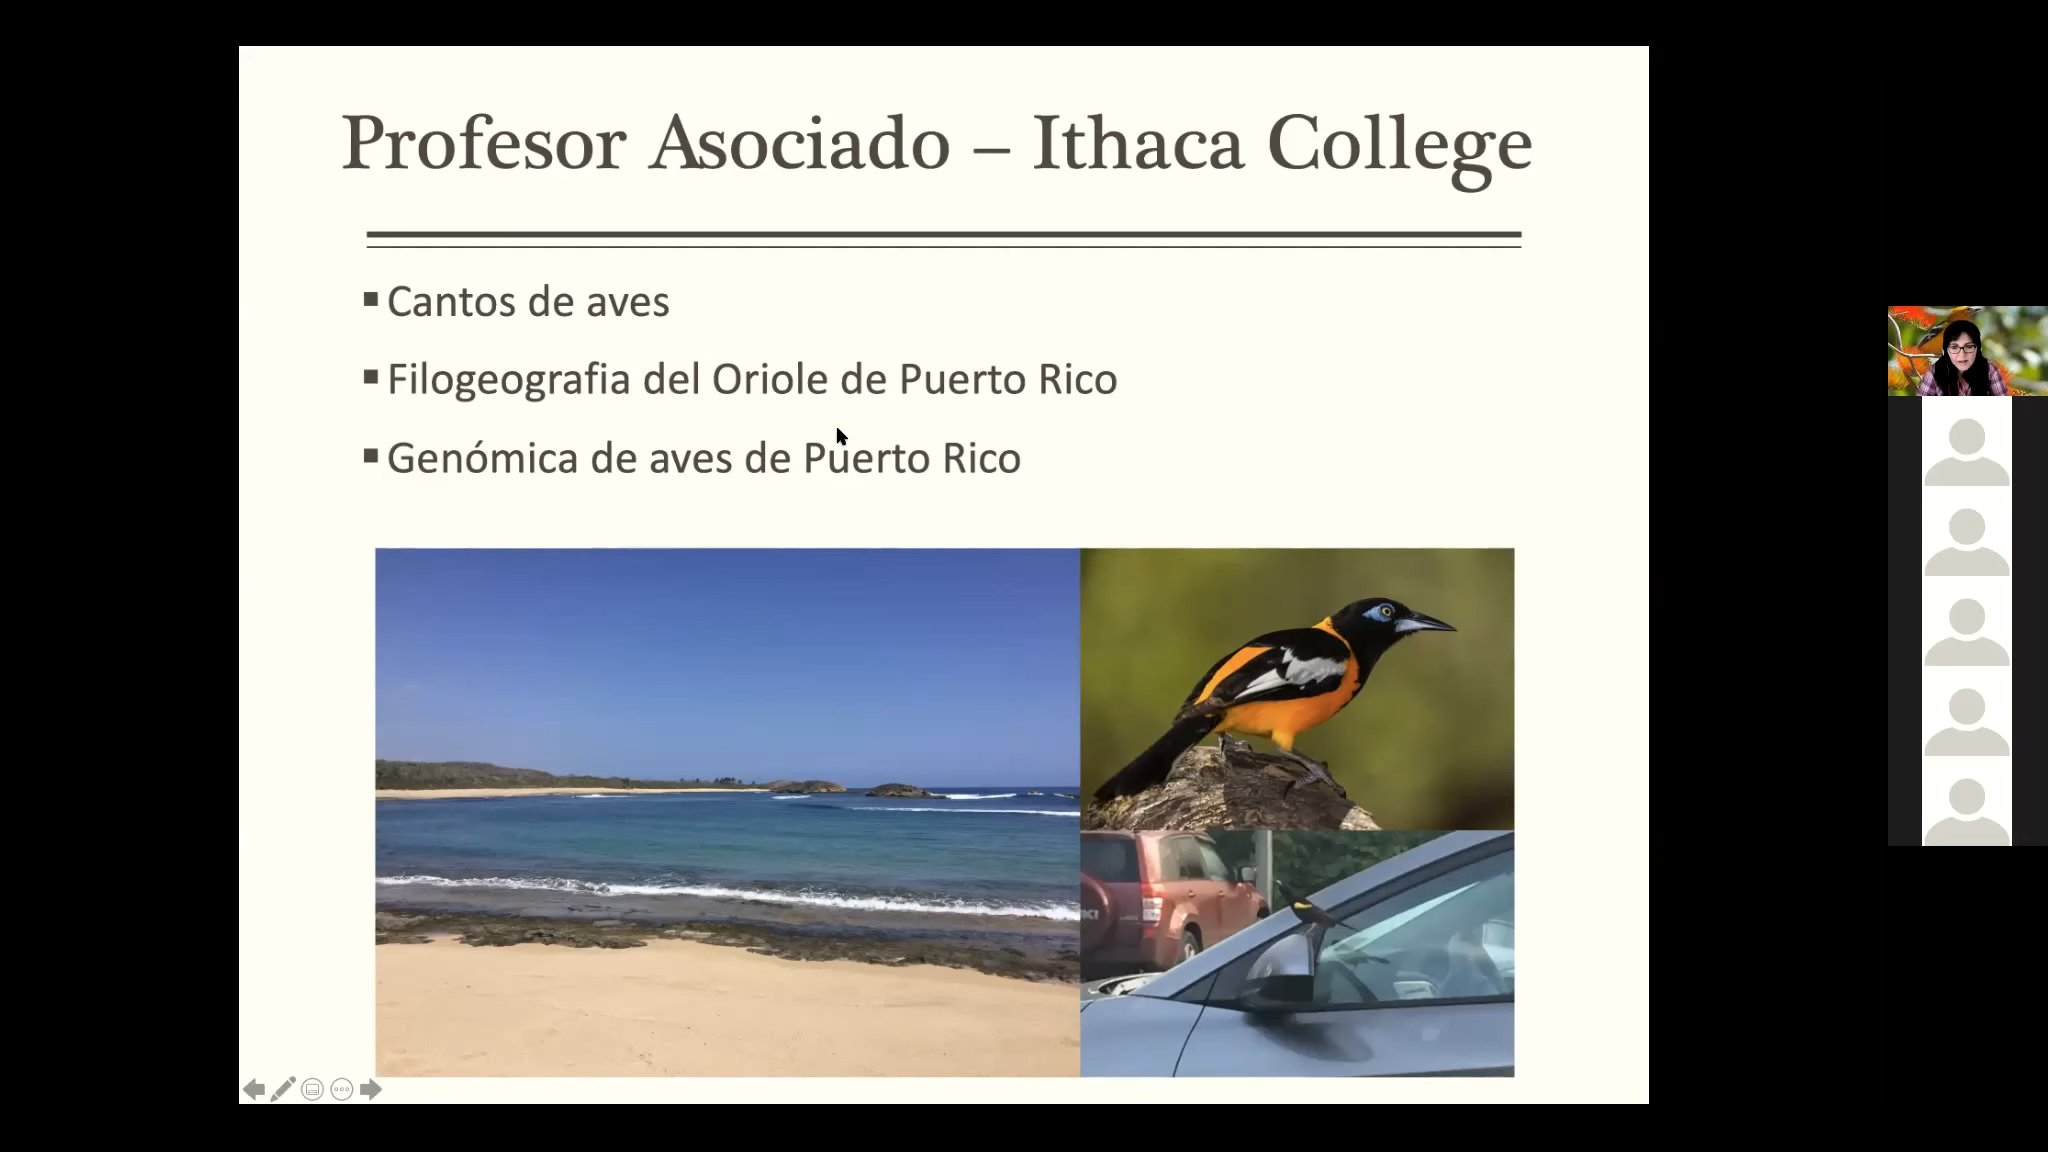 Profesor Asociado – Ithaca College
Cantos de aves
Filogeografia del Oriole de Puerto Rico
Genómica de aves de Puerto Rico